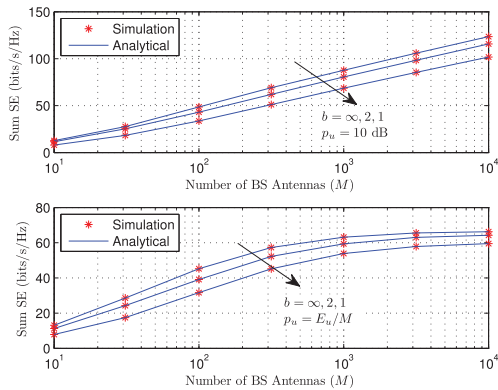 150
100
50
0
Sum SE (bits/s/Hz)
Simulation
Analytical
b = ∞, 2, 1
p_u = 10 dB
10^1
10^2
10^3
10^4
Number of BS Antennas (M)
80
60
40
20
0
Sum SE (bits/s/Hz)
Simulation
Analytical
b = ∞, 2, 1
p_u = E_u/M
10^1
10^2
10^3
10^4
Number of BS Antennas (M)